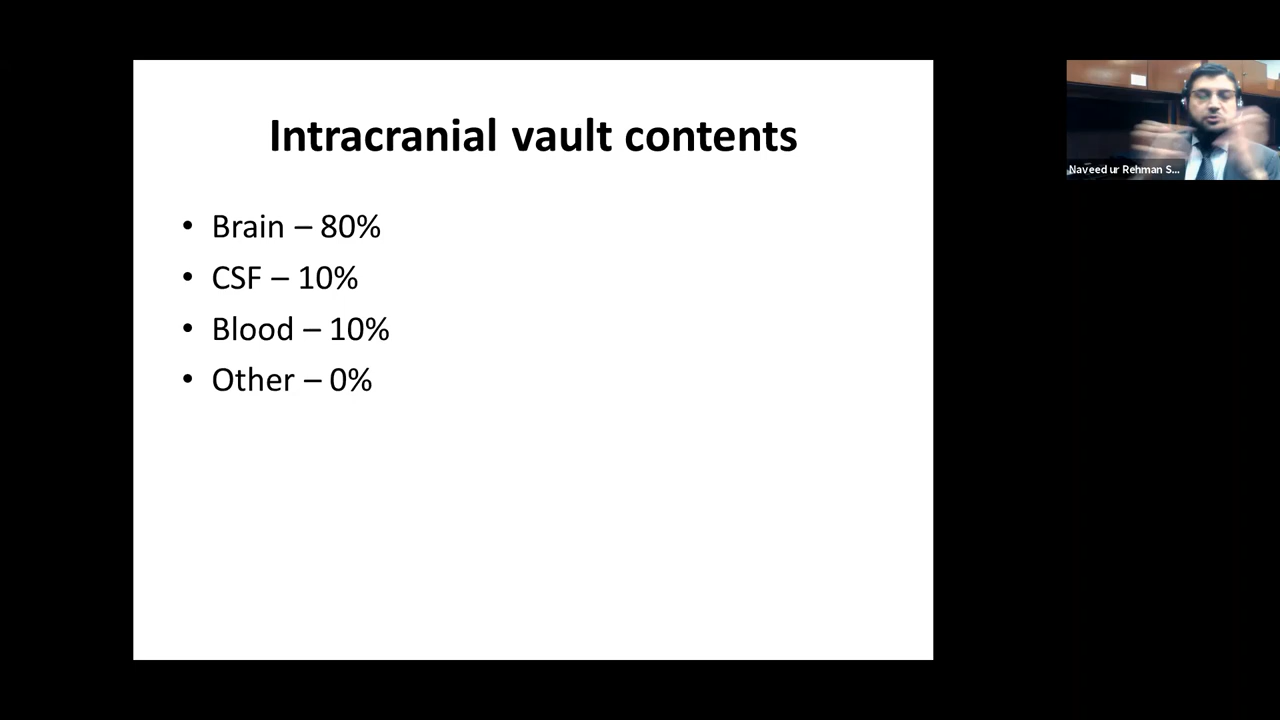 Intracranial vault contents
• Brain – 80%
• CSF – 10%
• Blood – 10%
• Other – 0%
Naveed ur Rehman S...